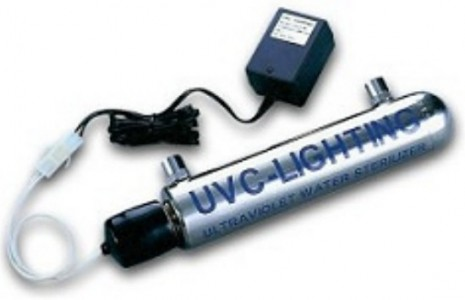 UVC-LIGHTING
ULTRAVIOLET WATER STERILIZER